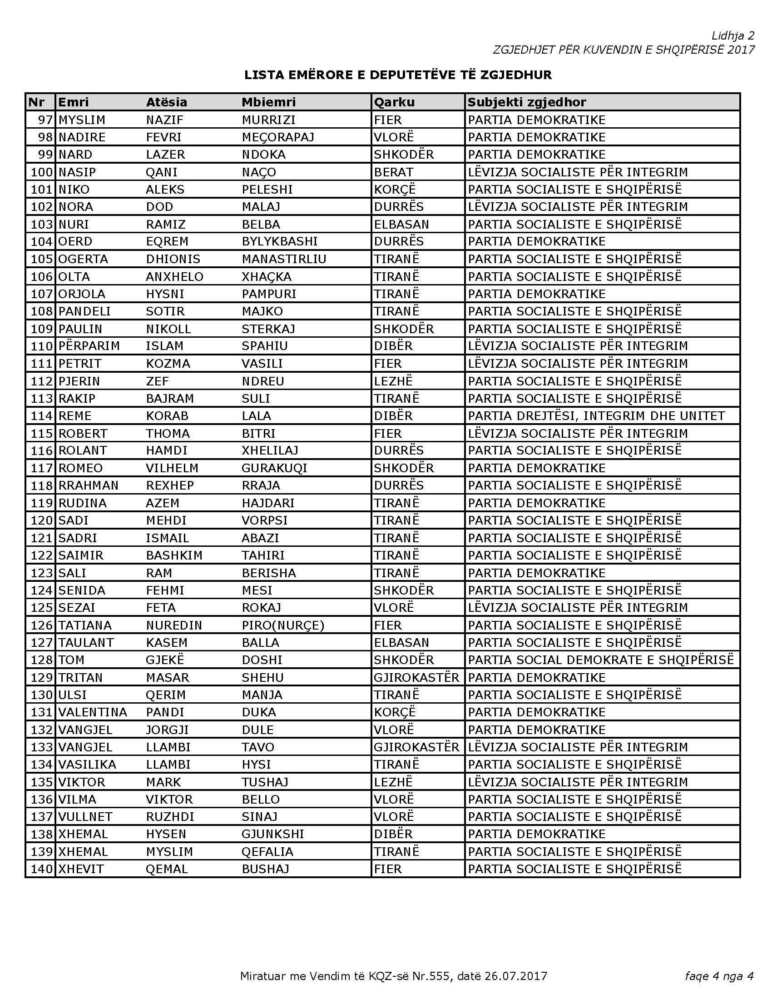 Lidhja 2
ZGJEDHJET PËR KUVENDIN E SHQIPËRISË 2017
LISTA EMËRORE E DEPUTETËVE TË ZGJEDHUR
Nr Emri Atësia Mbiemri Qarku Subjekti zgjedhor
97 MYSLIM NAZIF MURRIZI FIER PARTIA DEMOKRATIKE
98 NADIRE FEVRI MEÇORAPAJ VLORË PARTIA DEMOKRATIKE
99 NARD LAZER NDOKA SHKODËR PARTIA DEMOKRATIKE
100 NASIP QANI NAÇO BERAT LËVIZJA SOCIALISTE PËR INTEGRIM
101 NIKO ALEKS PELESHI KORÇË PARTIA SOCIALISTE E SHQIPËRISË
102 NORA DOD MALAJ DURRËS LËVIZJA SOCIALISTE PËR INTEGRIM
103 NURI RAMIZ BELBA ELBASAN PARTIA SOCIALISTE E SHQIPËRISË
104 OERD EQREM BYLYKBASHI DURRËS PARTIA DEMOKRATIKE
105 OGERTA DHIONIS MANASTIRLIU TIRANË PARTIA SOCIALISTE E SHQIPËRISË
106 OLTA ANXHELO XHAÇKA TIRANË PARTIA SOCIALISTE E SHQIPËRISË
107 ORJOLA HYSNI PAMPURI TIRANË PARTIA DEMOKRATIKE
108 PANDELI SOTIR MAJKO TIRANË PARTIA SOCIALISTE E SHQIPËRISË
109 PAULIN NIKOLL STERKAJ SHKODËR PARTIA SOCIALISTE E SHQIPËRISË
110 PËRPARIM ISLAM SPAHIU DIBËR LËVIZJA SOCIALISTE PËR INTEGRIM
111 PETRIT KOZMA VASILI FIER LËVIZJA SOCIALISTE PËR INTEGRIM
112 PJERIN ZEF NDREU LEZHË PARTIA SOCIALISTE E SHQIPËRISË
113 RAKIP BAJRAM SULI TIRANË PARTIA SOCIALISTE E SHQIPËRISË
114 REME KORAB LALA DIBËR PARTIA DREJTËSI, INTEGRIM DHE UNITET
115 ROBERT THOMA BITRI FIER LËVIZJA SOCIALISTE PËR INTEGRIM
116 ROLANT HAMDI XHELILAJ DURRËS PARTIA SOCIALISTE E SHQIPËRISË
117 ROMEO VILHELM GURAKUQI SHKODËR PARTIA DEMOKRATIKE
118 RRAHMAN REXHEP RRAJA DURRËS PARTIA SOCIALISTE E SHQIPËRISË
119 RUDINA AZEM HAJDARI TIRANË PARTIA DEMOKRATIKE
120 SADI MEHDI VORPSI TIRANË PARTIA SOCIALISTE E SHQIPËRISË
121 SADRI ISMAIL ABAZI TIRANË PARTIA SOCIALISTE E SHQIPËRISË
122 SAIMIR BASHKIM TAHIRI TIRANË PARTIA SOCIALISTE E SHQIPËRISË
123 SALI RAM BERISHA TIRANË PARTIA DEMOKRATIKE
124 SENIDA FEHMI MESI SHKODËR PARTIA SOCIALISTE E SHQIPËRISË
125 SEZAI FETA ROKAJ VLORË LËVIZJA SOCIALISTE PËR INTEGRIM
126 TATIANA NUREDIN PIRO(NURÇE) FIER PARTIA SOCIALISTE E SHQIPËRISË
127 TAULANT KASEM BALLA ELBASAN PARTIA SOCIALISTE E SHQIPËRISË
128 TOM GJEKË DOSHI SHKODËR PARTIA SOCIAL DEMOKRATE E SHQIPËRISË
129 TRITAN MASAR SHEHU GJIROKASTËR PARTIA DEMOKRATIKE
130 ULSI QERIM MANJA TIRANË PARTIA SOCIALISTE E SHQIPËRISË
131 VALENTINA PANDI DUKA KORÇË PARTIA DEMOKRATIKE
132 VANGJEL JORGJI DULE VLORË PARTIA DEMOKRATIKE
133 VANGJEL LLAMBI TAVO GJIROKASTËR LËVIZJA SOCIALISTE PËR INTEGRIM
134 VASILIKA LLAMBI HYSI TIRANË PARTIA SOCIALISTE E SHQIPËRISË
135 VIKTOR MARK TUSHAJ LEZHË LËVIZJA SOCIALISTE PËR INTEGRIM
136 VILMA VIKTOR BELLO VLORË PARTIA SOCIALISTE E SHQIPËRISË
137 VULLNET RUZHDI SINAJ VLORË PARTIA SOCIALISTE E SHQIPËRISË
138 XHEMAL HYSEN GJUNKSHI DIBËR PARTIA DEMOKRATIKE
139 XHEMAL MYSLIM QEFALIA TIRANË PARTIA SOCIALISTE E SHQIPËRISË
140 XHEVIT QEMAL BUSHAJ FIER PARTIA SOCIALISTE E SHQIPËRISË
Miratuar me Vendim të KQZ-së Nr.555, datë 26.07.2017 faqe 4 nga 4